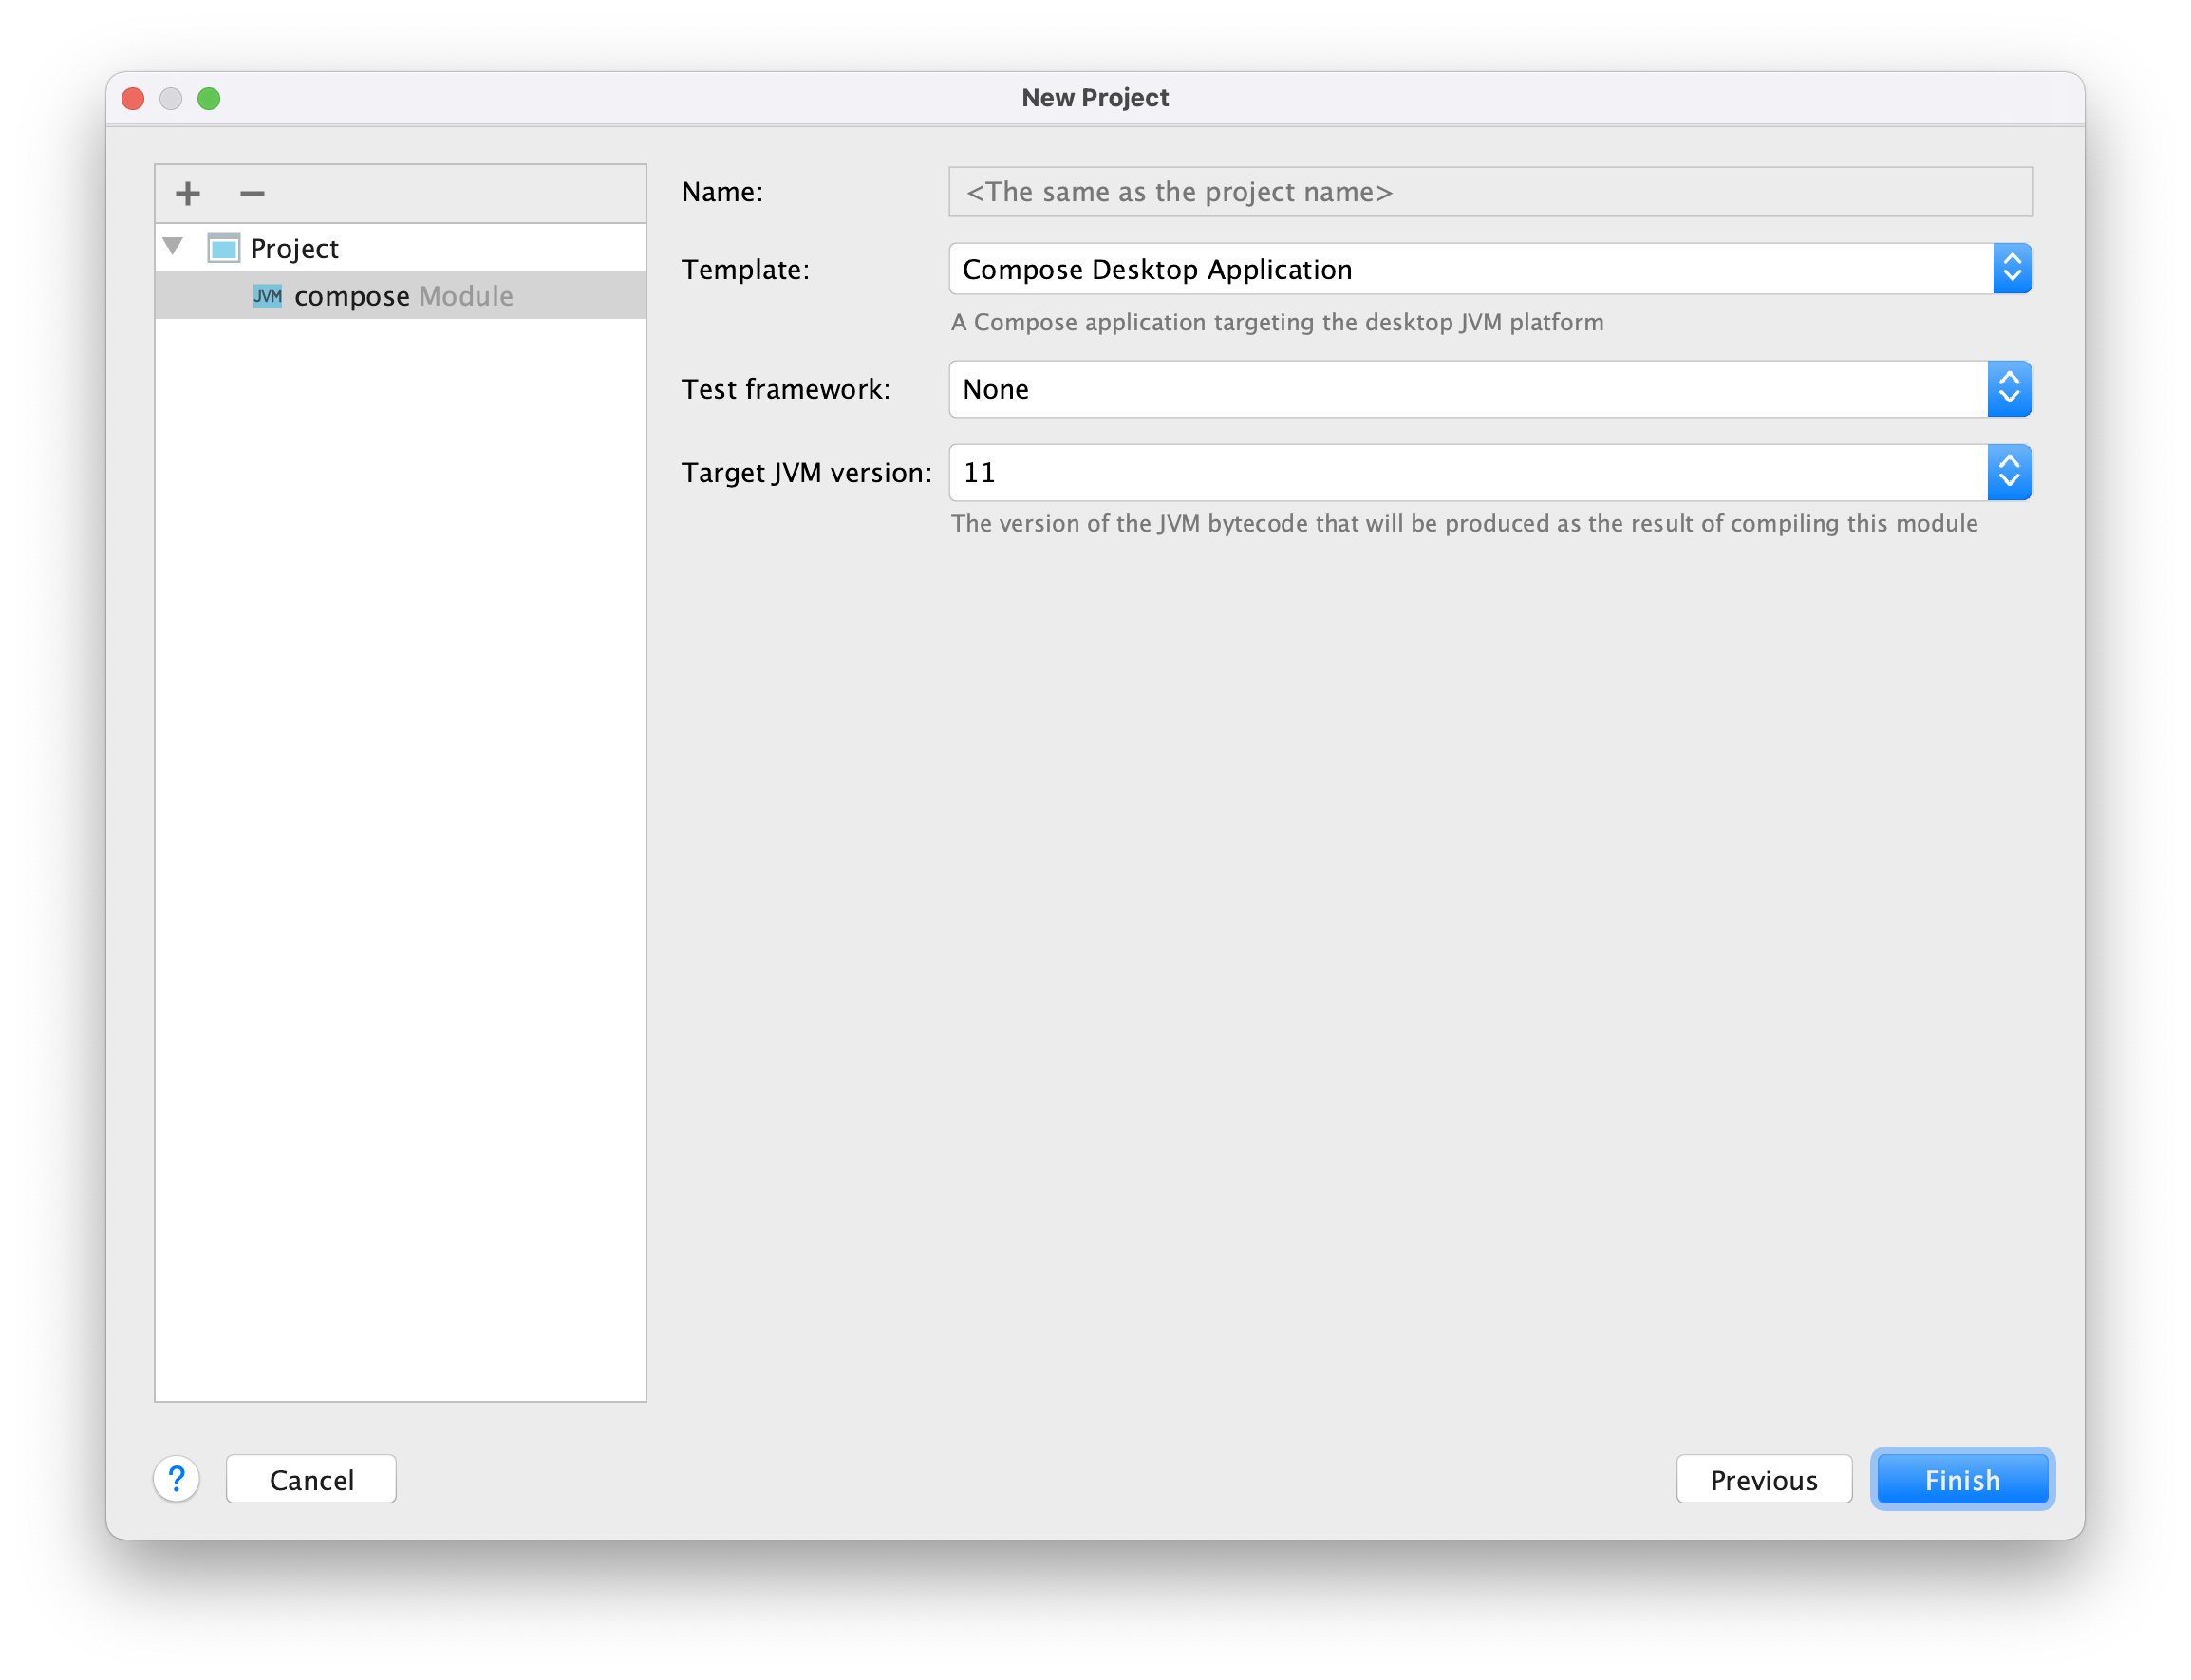 New Project
+ −
Project
JVM compose Module
Name: <The same as the project name>
Template: Compose Desktop Application
A Compose application targeting the desktop JVM platform
Test framework: None
Target JVM version: 11
The version of the JVM bytecode that will be produced as the result of compiling this module
? Cancel Previous Finish